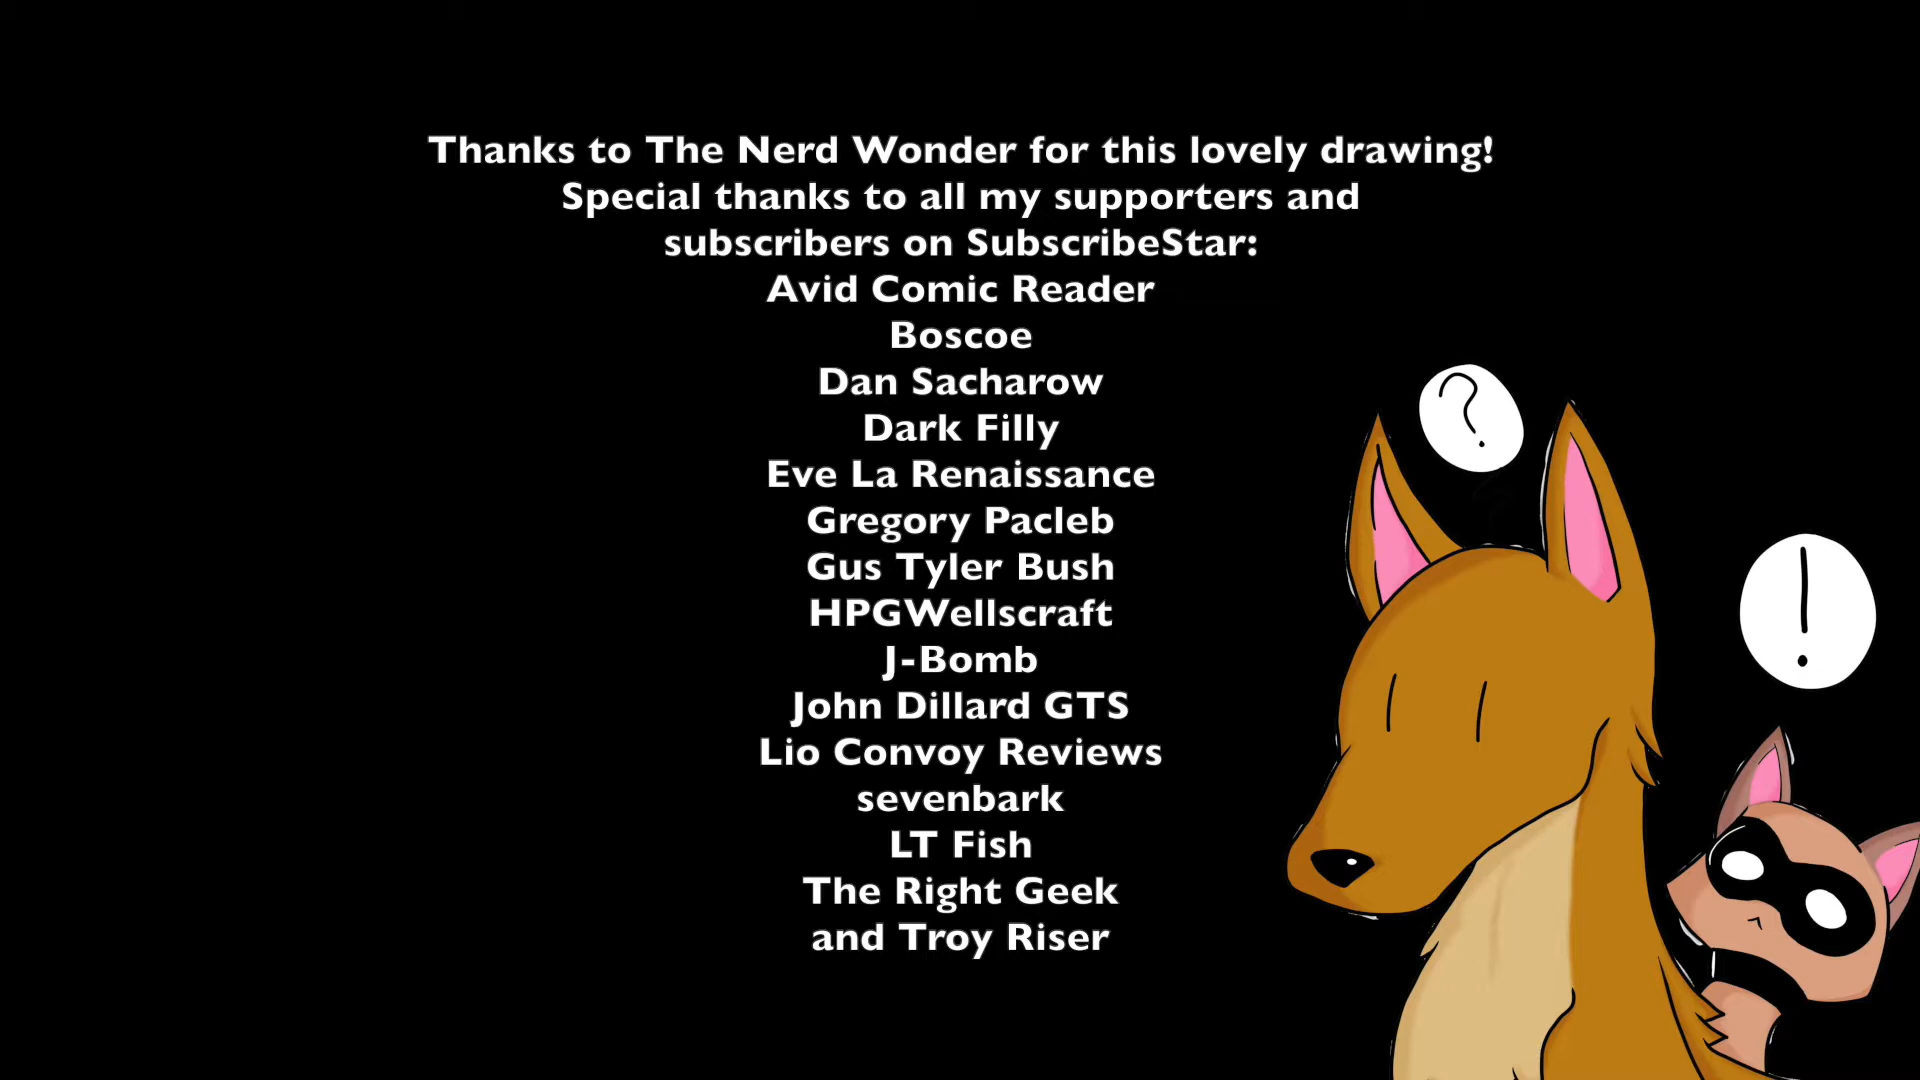 Thanks to The Nerd Wonder for this lovely drawing!
Special thanks to all my supporters and
subscribers on SubscribeStar:
Avid Comic Reader
Boscoe
Dan Sacharow
Dark Filly
Eve La Renaissance
Gregory Pacleb
Gus Tyler Bush
HPGWellscraft
J-Bomb
John Dillard GTS
Lio Convoy Reviews
sevenbark
LT Fish
The Right Geek
and Troy Riser
?
!